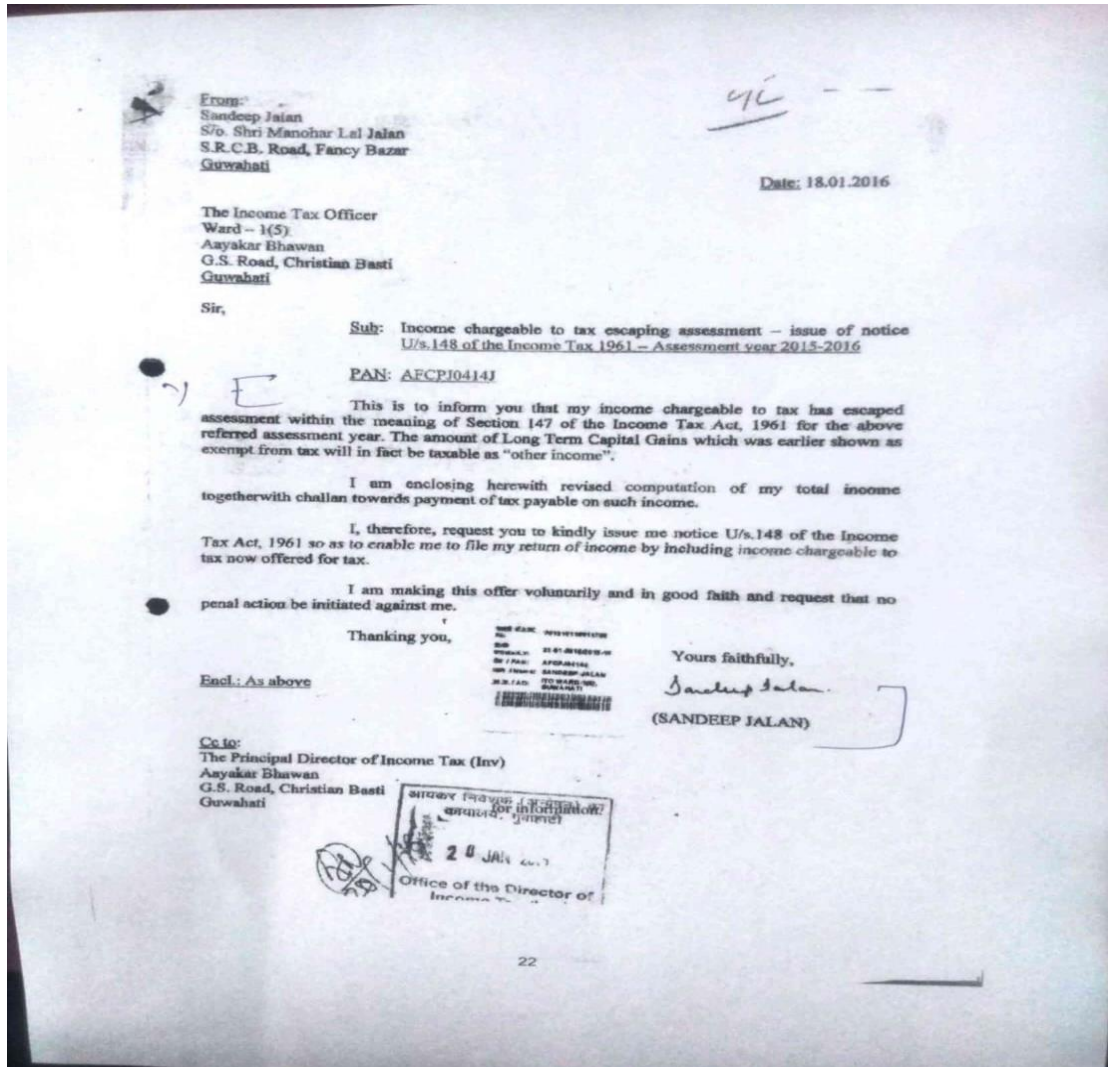 From:
Sandeep Jalan
S/o. Shri Manohar Lal Jalan
S.R.C.B. Road, Fancy Bazar
Guwahati
Date: 18.01.2016
The Income Tax Officer
Ward – 1(5)
Aayakar Bhawan
G.S. Road, Christian Basti
Guwahati
Sir,
Sub: Income chargeable to tax escaping assessment – issue of notice
U/s.148 of the Income Tax 1961 – Assessment year 2015-2016
PAN: AFCPJ0414J
This is to inform you that my income chargeable to tax has escaped
assessment within the meaning of Section 147 of the Income Tax Act, 1961 for the above
referred assessment year. The amount of Long Term Capital Gains which was earlier shown as
exempt from tax will in fact be taxable as "other income".
I am enclosing herewith revised computation of my total income
togetherwith challan towards payment of tax payable on such income.
I, therefore, request you to kindly issue me notice U/s.148 of the Income
Tax Act, 1961 so as to enable me to file my return of income by including income chargeable to
tax now offered for tax.
I am making this offer voluntarily and in good faith and request that no
penal action be initiated against me.
Thanking you,
Yours faithfully,
Encl.: As above
Sandeep Jalan.
(SANDEEP JALAN)
Cc to:
The Principal Director of Income Tax (Inv)
Aayakar Bhawan
G.S. Road, Christian Basti
Guwahati
for information.
आयकर निदेशक
कार्यालय, गुवाहाटी
JAN
Office of the Director of
22